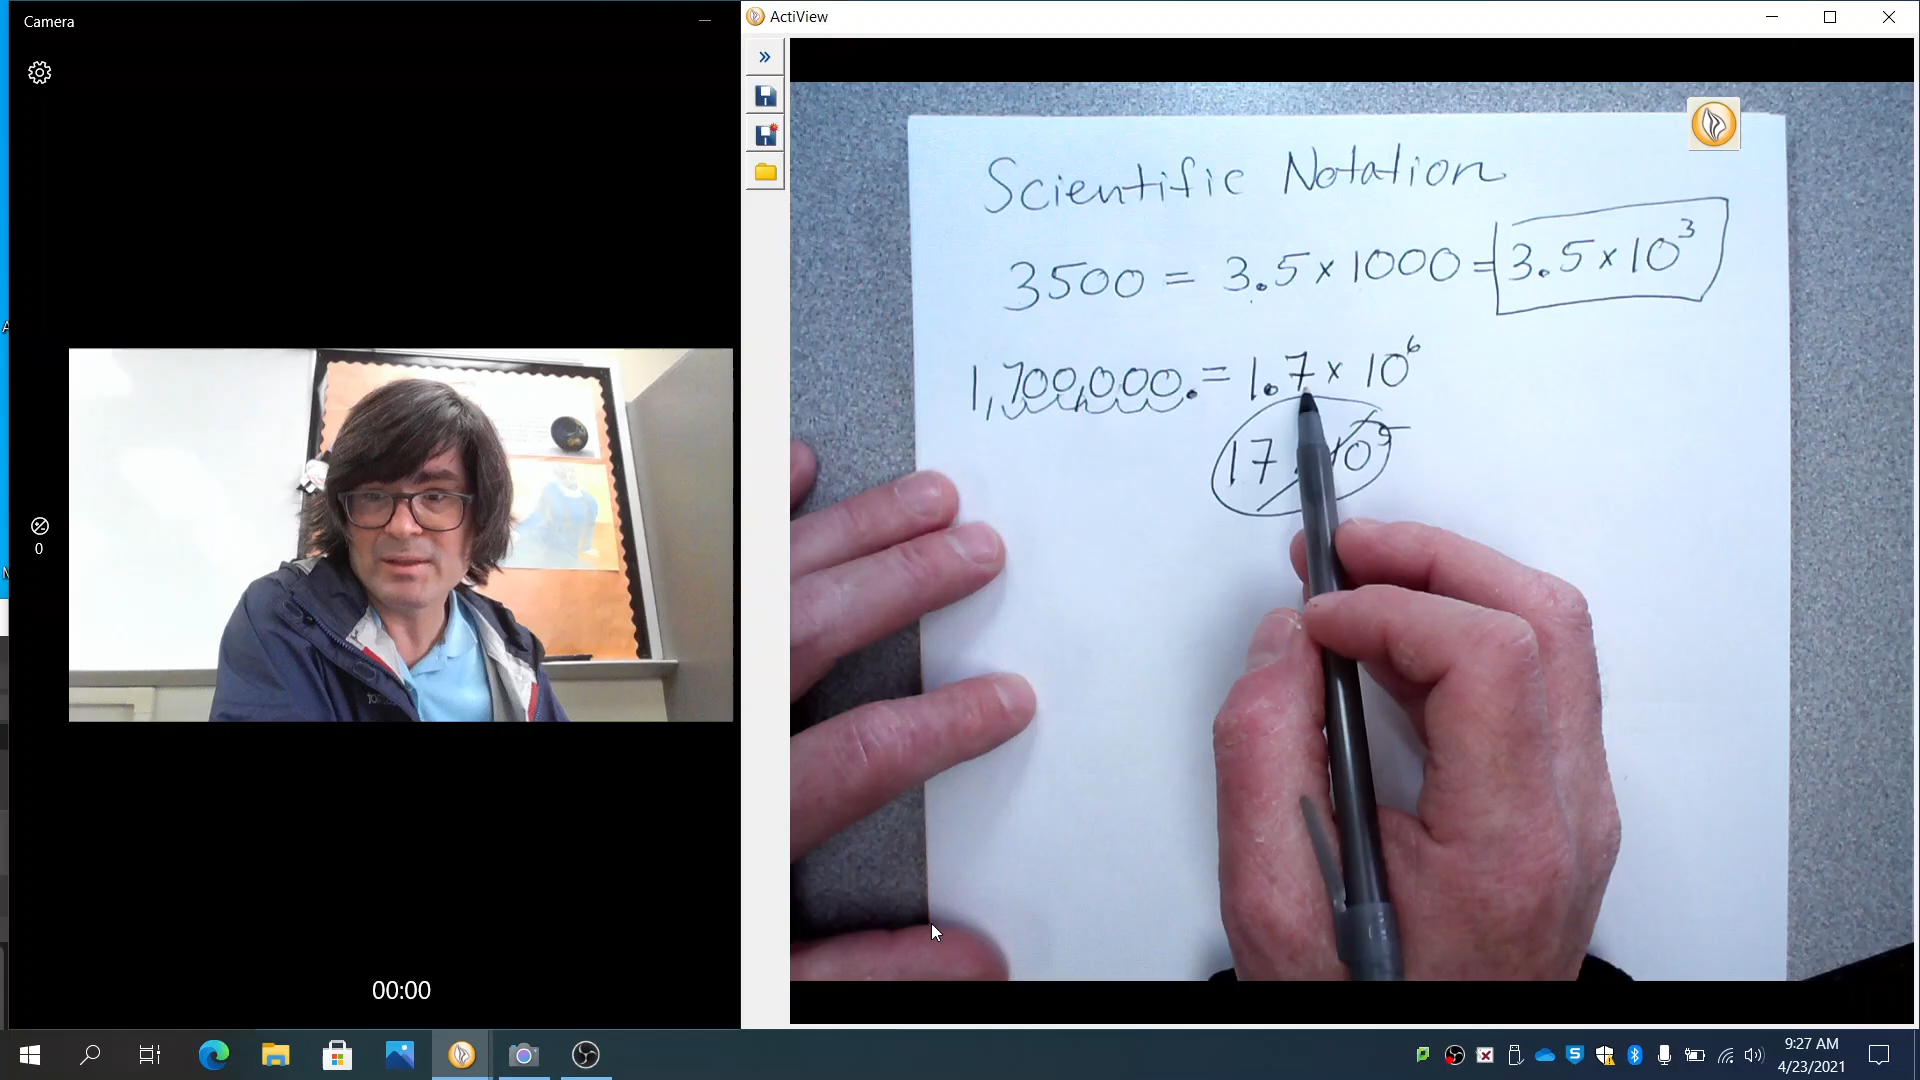 Camera
ActiView
0
00:00
Scientific Notation
3500 = 3.5 × 1000 = 3.5 × 10³
1,700,000. = 1.7 × 10⁶
17 10⁵
9:27 AM
4/23/2021